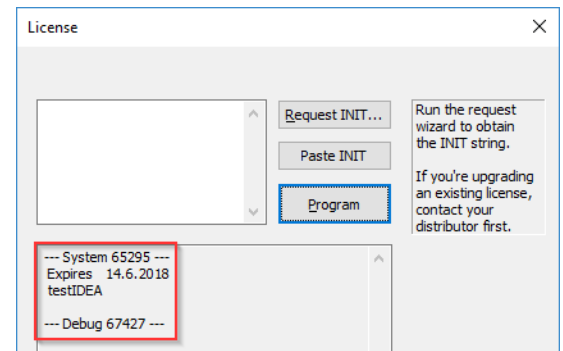 License
Request INIT...
Paste INIT
Program
Run the request
wizard to obtain
the INIT string.
If you're upgrading
an existing license,
contact your
distributor first.
--- System 65295 ---
Expires 14.6.2018
testIDEA
--- Debug 67427 ---